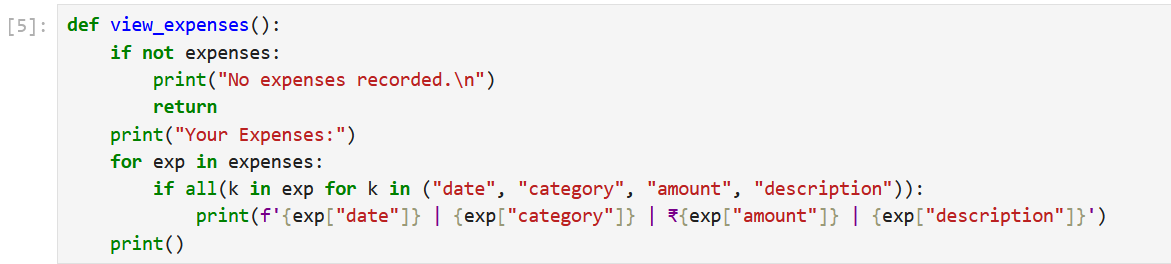 [5]: def view_expenses():
    if not expenses:
        print("No expenses recorded.\n")
        return
    print("Your Expenses:")
    for exp in expenses:
        if all(k in exp for k in ("date", "category", "amount", "description")):
            print(f'{exp["date"]} | {exp["category"]} | ₹{exp["amount"]} | {exp["description"]}')
    print()